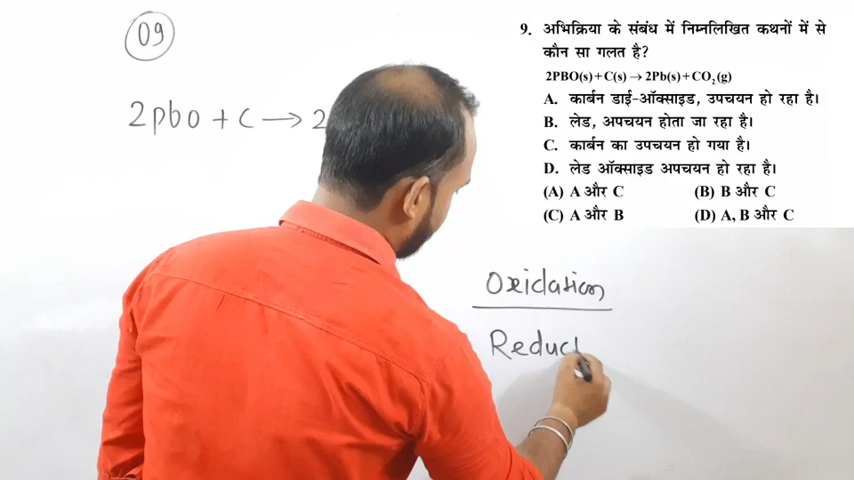 09
2pbo + C → 2
Oxidation
Reduct
9. अभिक्रिया के संबंध में निम्नलिखित कथनों में से
कौन सा गलत है?
2PBO(s)+C(s) → 2Pb(s)+CO₂(g)
A. कार्बन डाई-ऑक्साइड, उपचयन हो रहा है।
B. लेड, अपचयन होता जा रहा है।
C. कार्बन का उपचयन हो गया है।
D. लेड ऑक्साइड अपचयन हो रहा है।
(A) A और C (B) B और C
(C) A और B (D) A, B और C